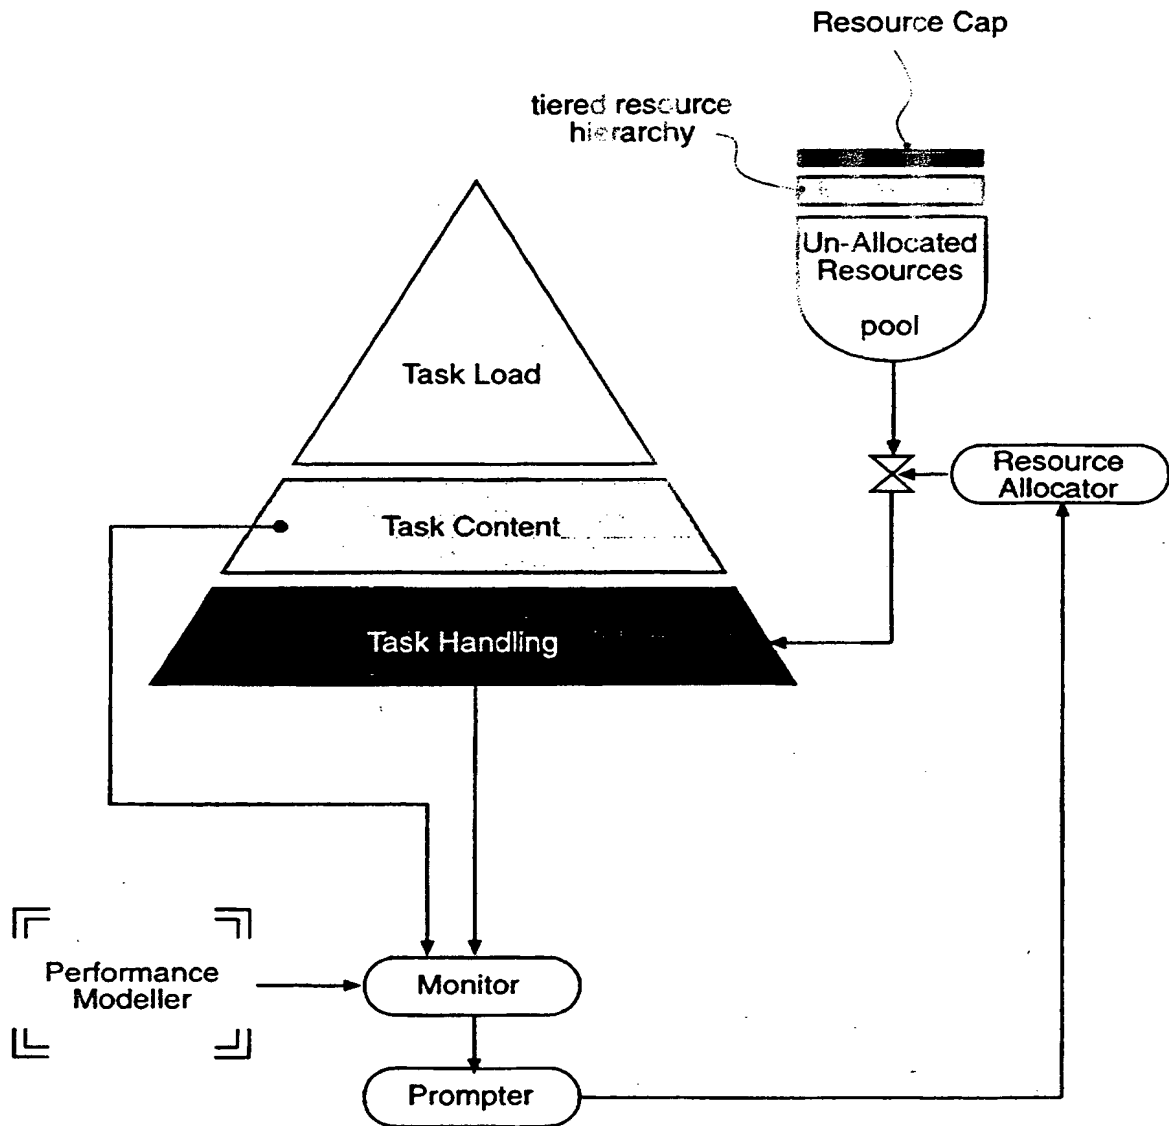 Resource Cap
tiered resource
hierarchy
Un-Allocated
Resources
pool
Task Load
Resource
Allocator
Task Content
Task Handling
Performance
Modeller
Monitor
Prompter